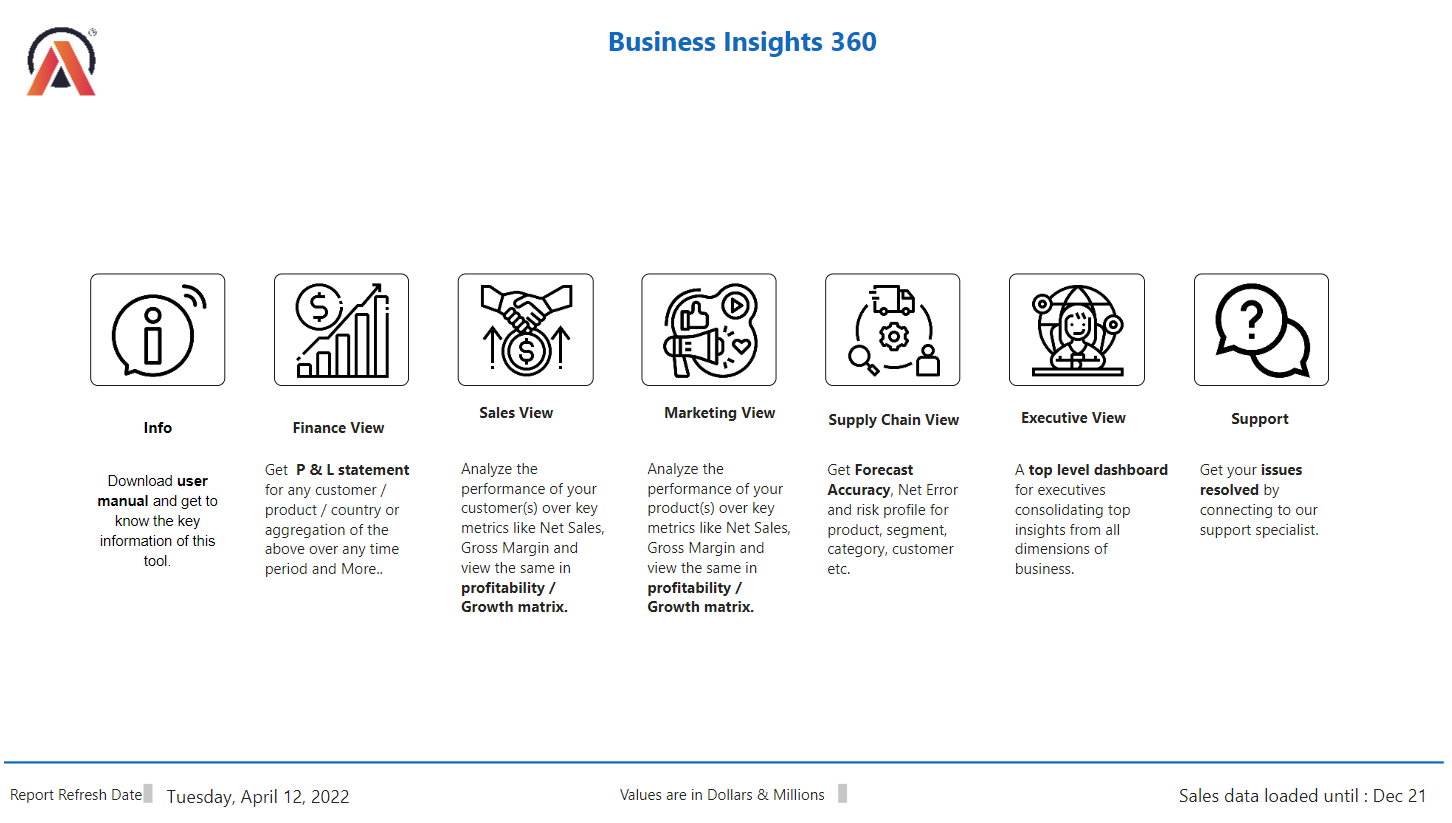 Business Insights 360
Info
Download user
manual and get to
know the key
information of this
tool.
Finance View
Get P & L statement
for any customer /
product / country or
aggregation of the
above over any time
period and More..
Sales View
Analyze the
performance of your
customer(s) over key
metrics like Net Sales,
Gross Margin and
view the same in
profitability /
Growth matrix.
Marketing View
Analyze the
performance of your
product(s) over key
metrics like Net Sales,
Gross Margin and
view the same in
profitability /
Growth matrix.
Supply Chain View
Get Forecast
Accuracy, Net Error
and risk profile for
product, segment,
category, customer
etc.
Executive View
A top level dashboard
for executives
consolidating top
insights from all
dimensions of
business.
Support
Get your issues
resolved by
connecting to our
support specialist.
Report Refresh Date Tuesday, April 12, 2022
Values are in Dollars & Millions
Sales data loaded until : Dec 21